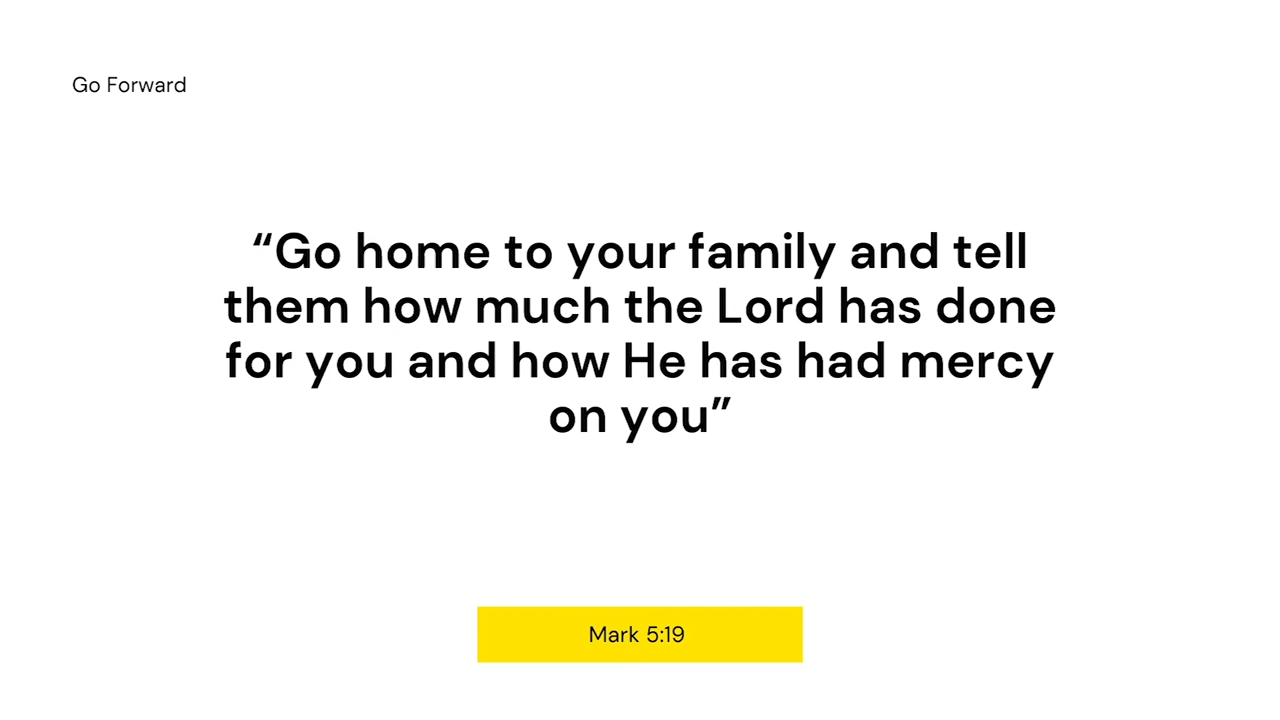 Go Forward
“Go home to your family and tell
them how much the Lord has done
for you and how He has had mercy
on you”
Mark 5:19